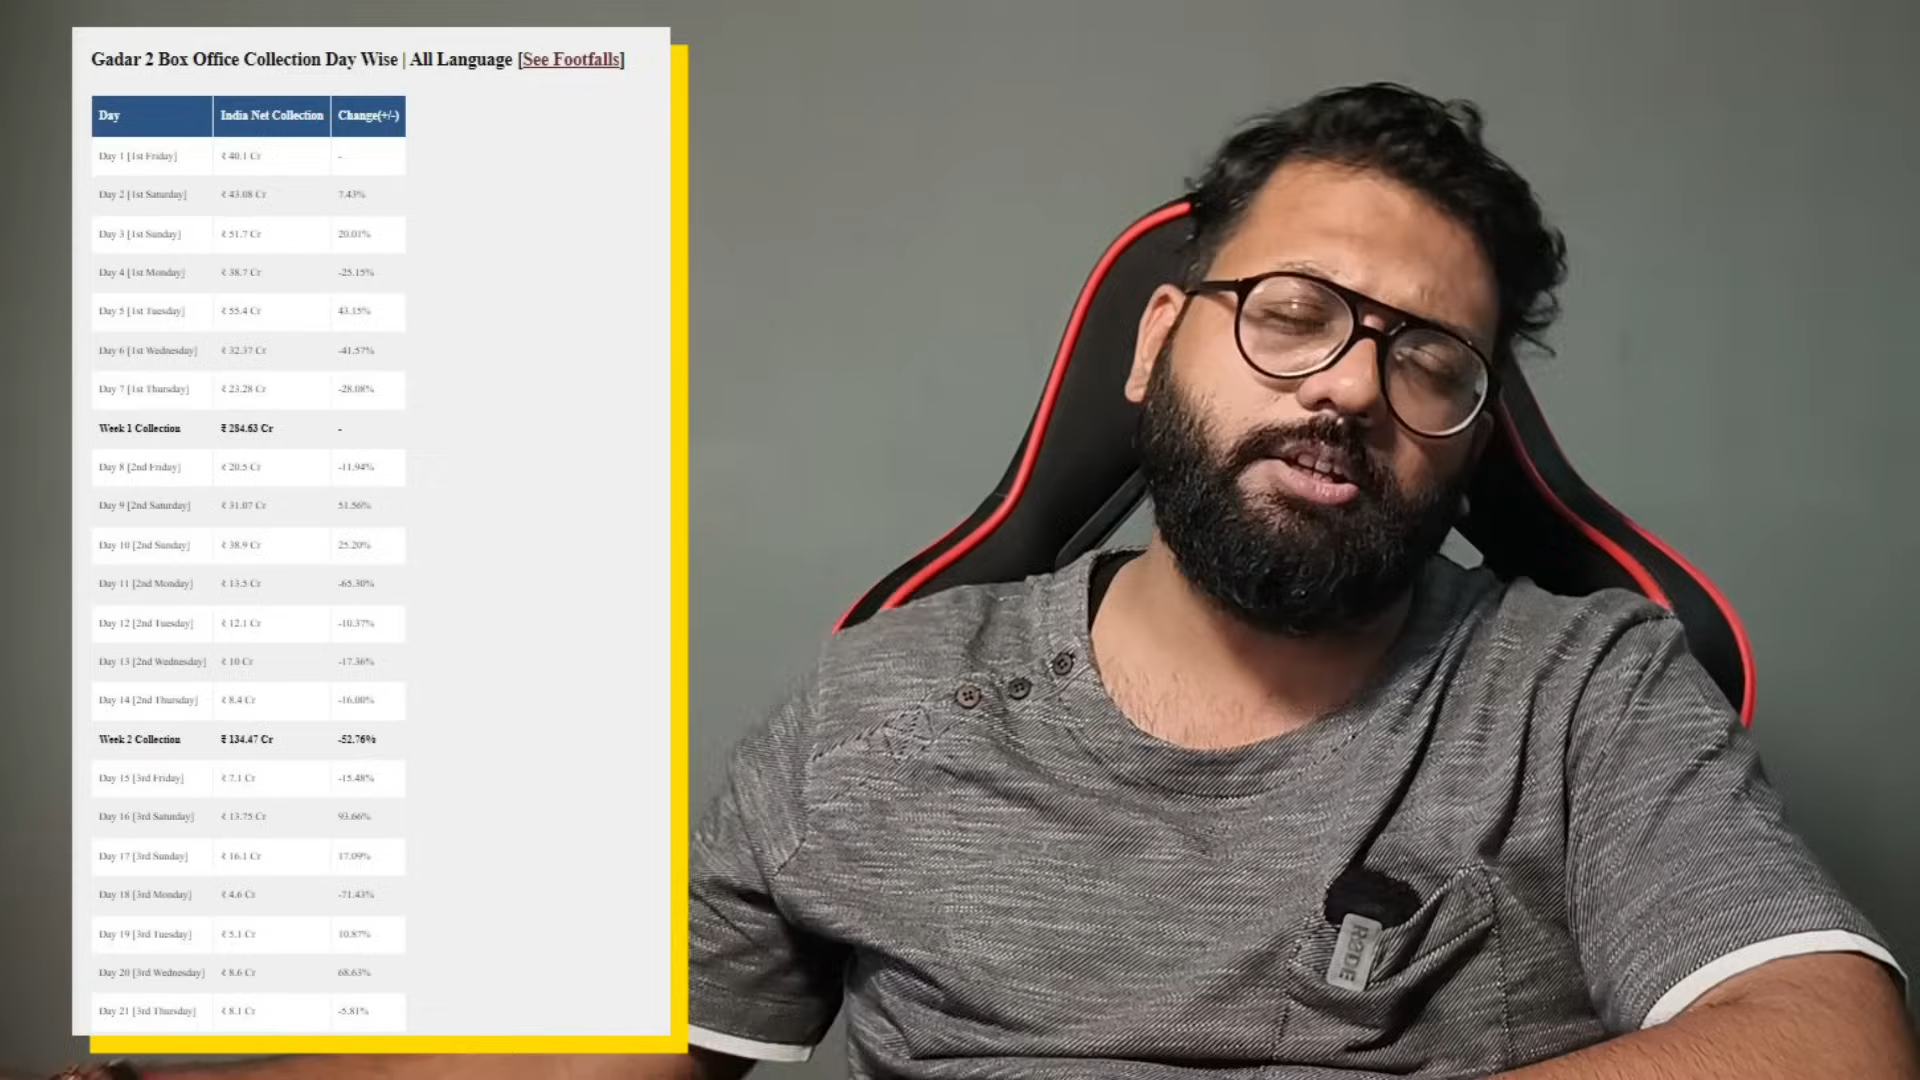 Gadar 2 Box Office Collection Day Wise | All Language [See Footfalls]
Day India Net Collection Change(+/-)
Day 1 [1st Friday] ₹ 40.1 Cr -
Day 2 [1st Saturday] ₹ 43.08 Cr 7.43%
Day 3 [1st Sunday] ₹ 51.7 Cr 20.01%
Day 4 [1st Monday] ₹ 38.7 Cr -25.15%
Day 5 [1st Tuesday] ₹ 55.4 Cr 43.15%
Day 6 [1st Wednesday] ₹ 32.37 Cr -41.57%
Day 7 [1st Thursday] ₹ 23.28 Cr -28.08%
Week 1 Collection ₹ 284.63 Cr -
Day 8 [2nd Friday] ₹ 20.5 Cr -11.94%
Day 9 [2nd Saturday] ₹ 31.07 Cr 51.56%
Day 10 [2nd Sunday] ₹ 38.9 Cr 25.20%
Day 11 [2nd Monday] ₹ 13.5 Cr -65.30%
Day 12 [2nd Tuesday] ₹ 12.1 Cr -10.37%
Day 13 [2nd Wednesday] ₹ 10 Cr -17.36%
Day 14 [2nd Thursday] ₹ 8.4 Cr -16.00%
Week 2 Collection ₹ 134.47 Cr -52.76%
Day 15 [3rd Friday] ₹ 7.1 Cr -15.48%
Day 16 [3rd Saturday] ₹ 13.75 Cr 93.66%
Day 17 [3rd Sunday] ₹ 16.1 Cr 17.09%
Day 18 [3rd Monday] ₹ 4.6 Cr -71.43%
Day 19 [3rd Tuesday] ₹ 5.1 Cr 10.87%
Day 20 [3rd Wednesday] ₹ 8.6 Cr 68.63%
Day 21 [3rd Thursday] ₹ 8.1 Cr -5.81%
RØDE